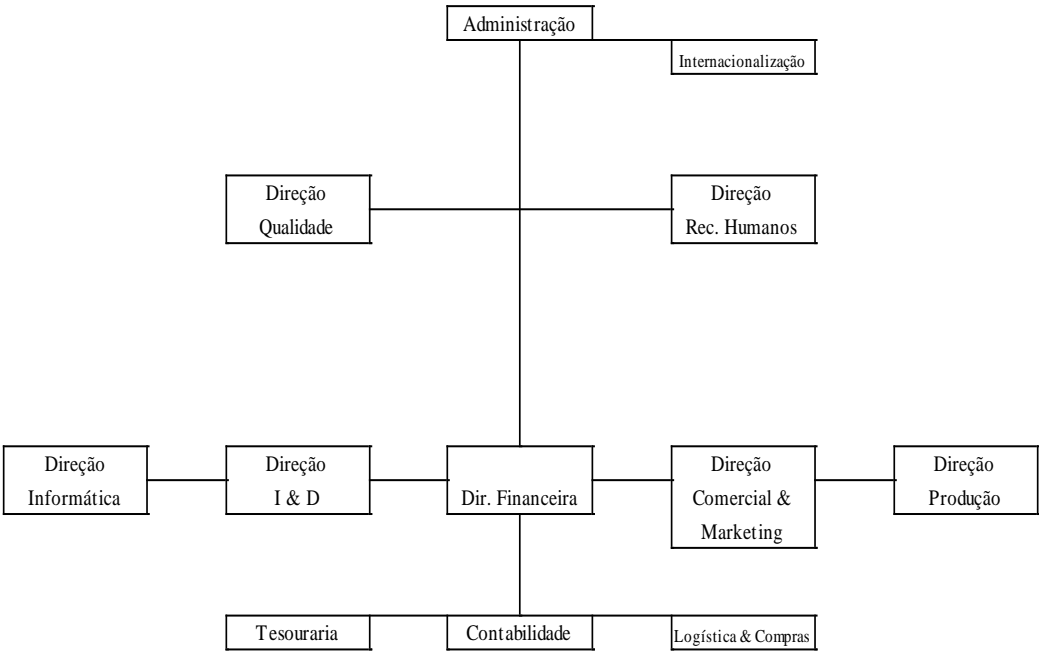 Administração
Internacionalização
Direção
Qualidade
Direção
Rec. Humanos
Direção
Informática
Direção
I & D
Dir. Financeira
Direção
Comercial &
Marketing
Direção
Produção
Tesouraria
Contabilidade
Logística & Compras